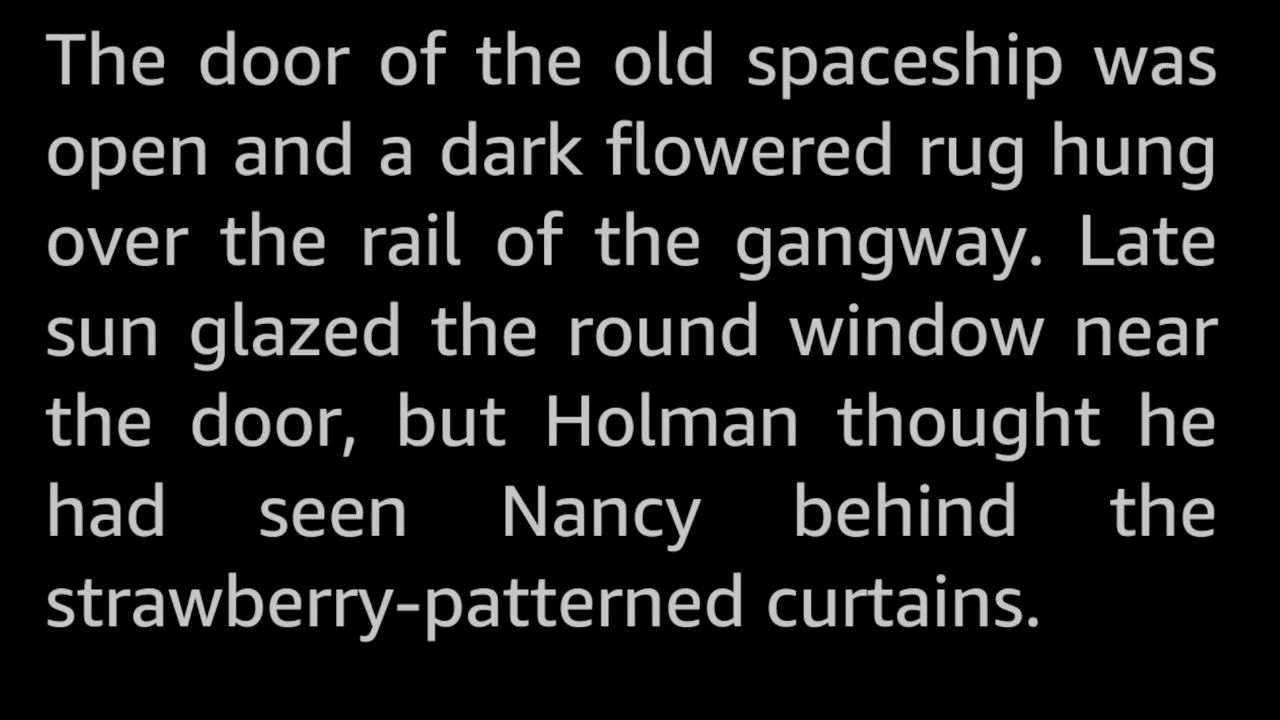 The door of the old spaceship was
open and a dark flowered rug hung
over the rail of the gangway. Late
sun glazed the round window near
the door, but Holman thought he
had seen Nancy behind the
strawberry-patterned curtains.